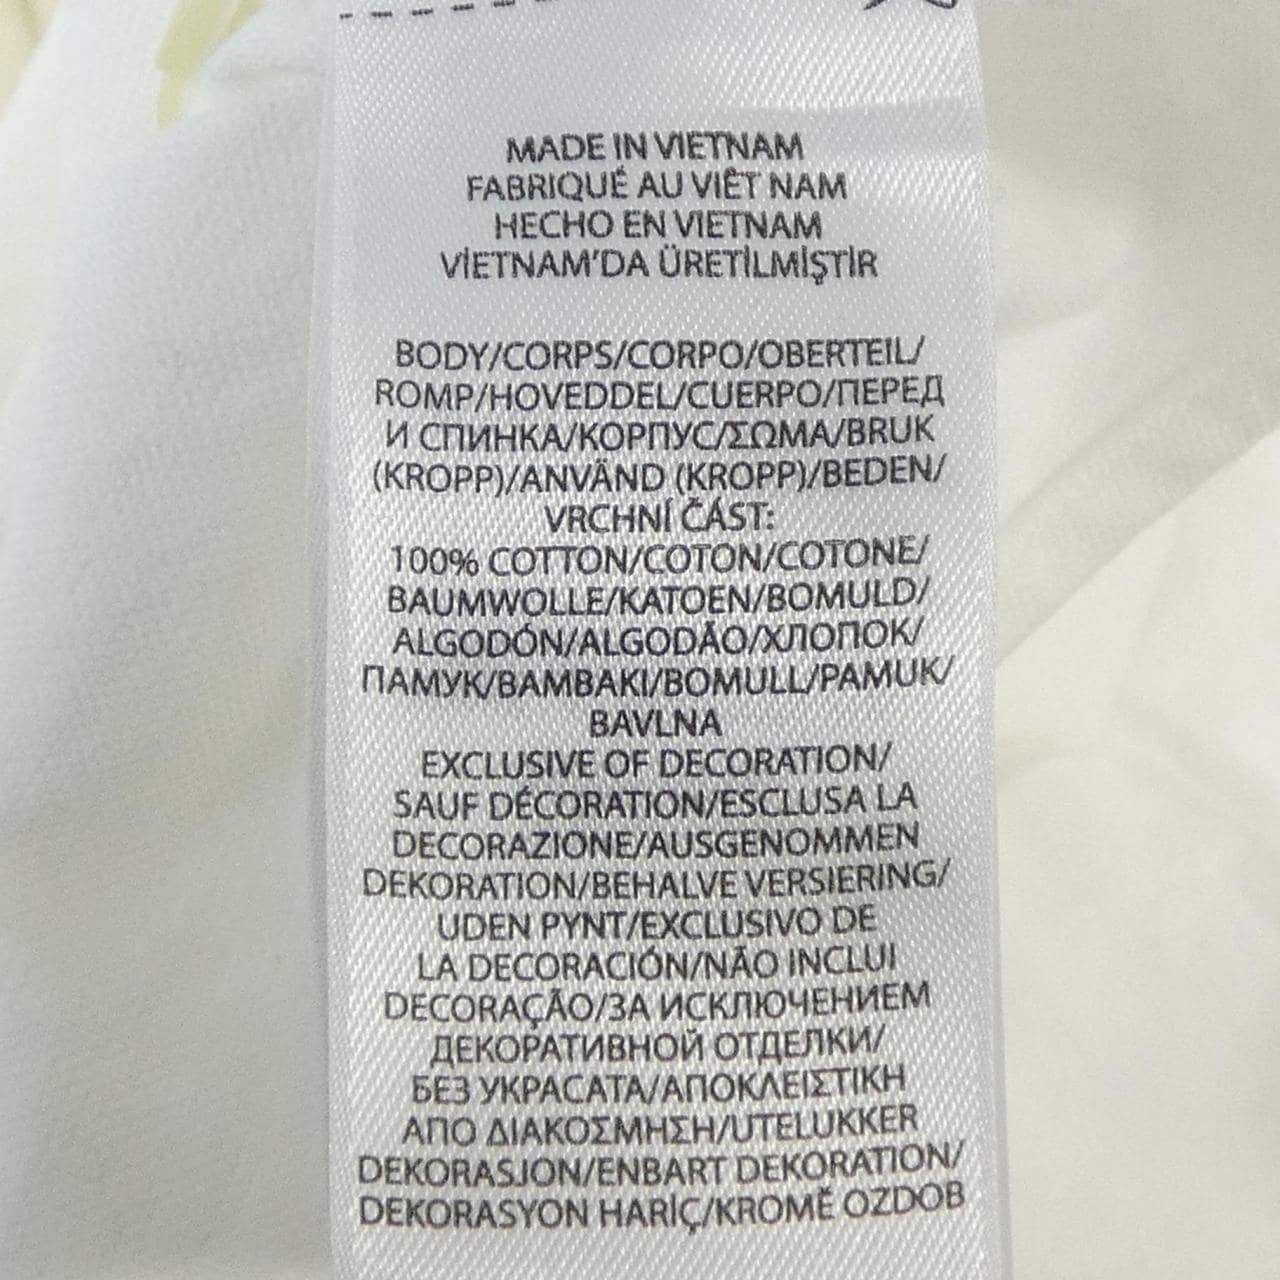 MADE IN VIETNAM
FABRIQUÉ AU VIÊT NAM
HECHO EN VIETNAM
VİETNAM'DA ÜRETİLMİŞTİR
BODY/CORPS/CORPO/OBERTEIL/
ROMP/HOVEDDEL/CUERPO/ПЕРЕД
И СПИНКА/КОРПУС/ΣΩΜΑ/BRUK
(KROPP)/ANVÄND (KROPP)/BEDEN/
VRCHNÍ ČÁST:
100% COTTON/COTON/COTONE/
BAUMWOLLE/KATOEN/BOMULD/
ALGODÓN/ALGODÃO/ХЛОПОК/
ПАМУК/ΒΑΜΒΑΚΙ/BOMULL/PAMUK/
BAVLNA
EXCLUSIVE OF DECORATION/
SAUF DÉCORATION/ESCLUSA LA
DECORAZIONE/AUSGENOMMEN
DEKORATION/BEHALVE VERSIERING/
UDEN PYNT/EXCLUSIVO DE
LA DECORACIÓN/NÃO INCLUI
DECORAÇÃO/ЗА ИСКЛЮЧЕНИЕМ
ДЕКОРАТИВНОЙ ОТДЕЛКИ/
БЕЗ УКРАСАТА/ΑΠΟΚΛΕΙΣΤΙΚΗ
ΑΠΟ ΔΙΑΚΟΣΜΗΣΗ/UTELUKKER
DEKORASJON/ENBART DEKORATION/
DEKORASYON HARİÇ/KROMĚ OZDOB